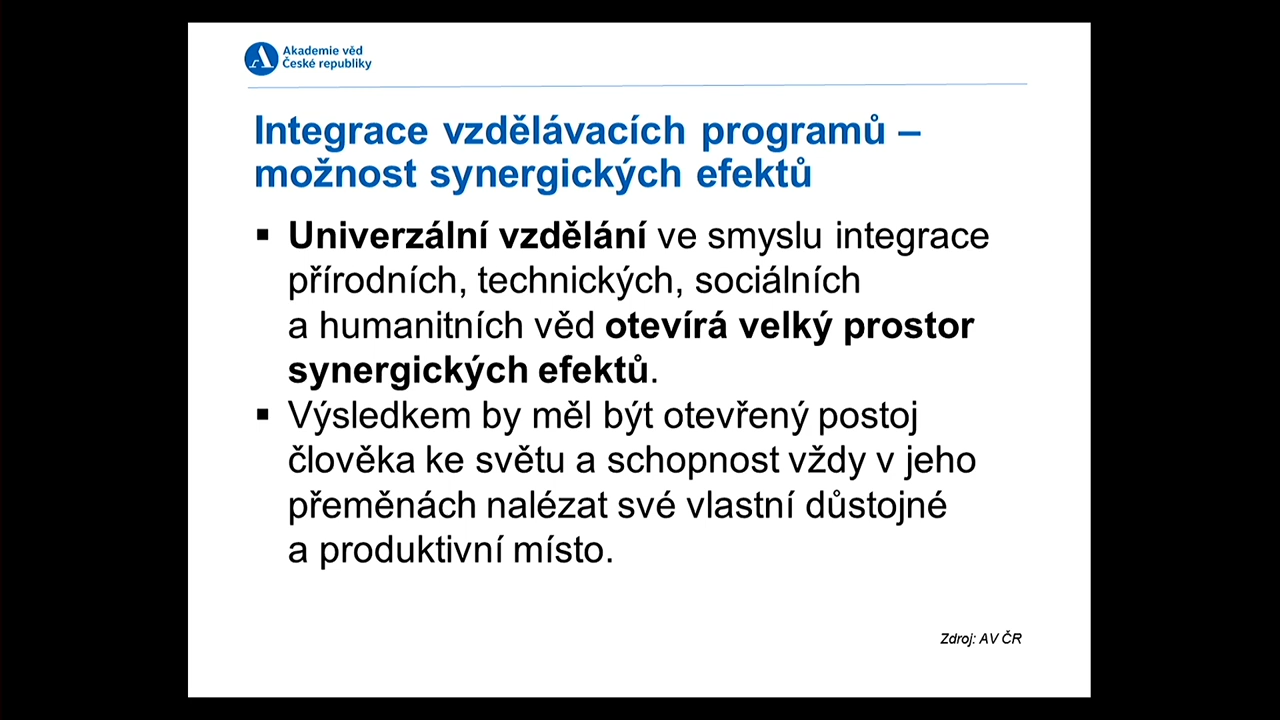 Akademie věd
České republiky
Integrace vzdělávacích programů –
možnost synergických efektů
▪ Univerzální vzdělání ve smyslu integrace
přírodních, technických, sociálních
a humanitních věd otevírá velký prostor
synergických efektů.
▪ Výsledkem by měl být otevřený postoj
člověka ke světu a schopnost vždy v jeho
přeměnách nalézat své vlastní důstojné
a produktivní místo.
Zdroj: AV ČR